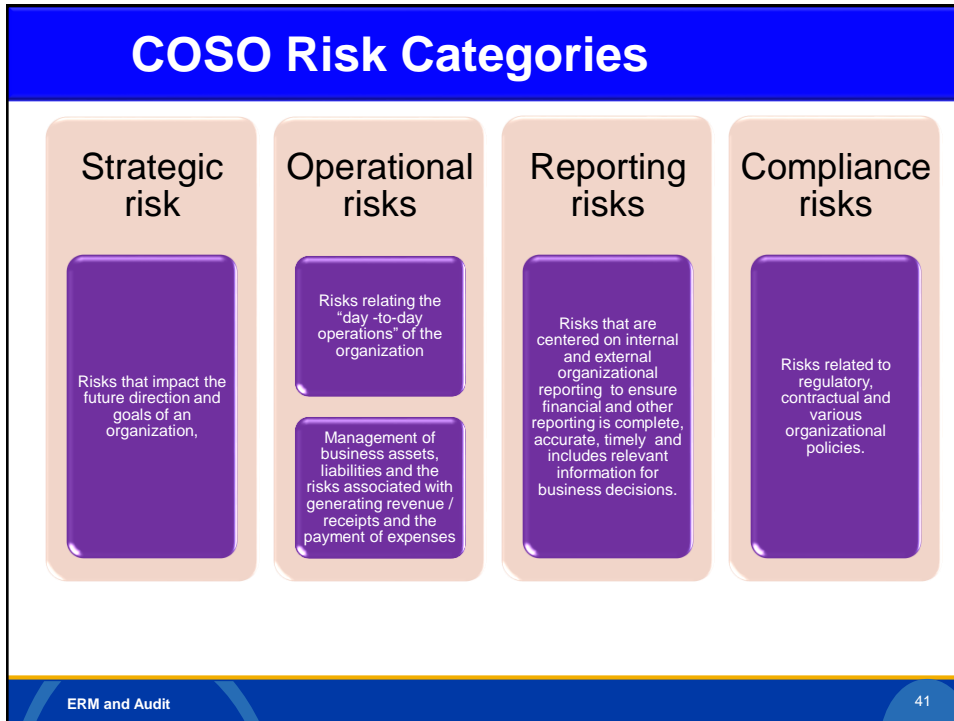 COSO Risk Categories
Strategic
risk
Risks that impact the
future direction and
goals of an
organization,
Operational
risks
Risks relating the
“day -to-day
operations” of the
organization
Management of
business assets,
liabilities and the
risks associated with
generating revenue /
receipts and the
payment of expenses
Reporting
risks
Risks that are
centered on internal
and external
organizational
reporting to ensure
financial and other
reporting is complete,
accurate, timely and
includes relevant
information for
business decisions.
Compliance
risks
Risks related to
regulatory,
contractual and
various
organizational
policies.
ERM and Audit
41